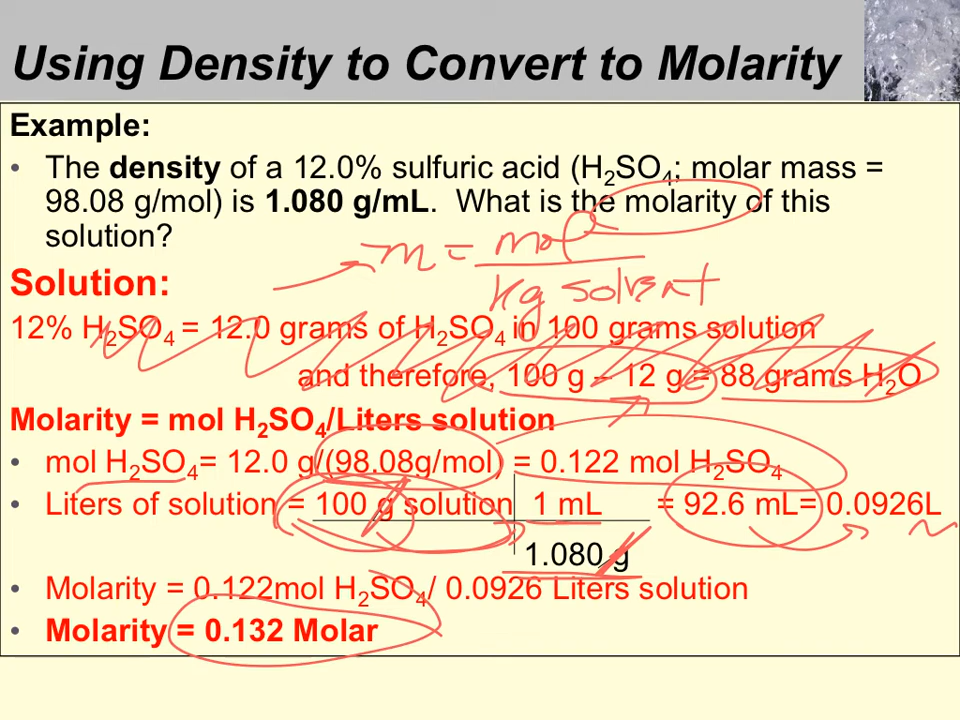 Using Density to Convert to Molarity
Example:
• The density of a 12.0% sulfuric acid (H₂SO₄; molar mass =
98.08 g/mol) is 1.080 g/mL. What is the molarity of this
solution?
m = mol
kg solvent
Solution:
12% H₂SO₄ = 12.0 grams of H₂SO₄ in 100 grams solution
and therefore, 100 g – 12 g = 88 grams H₂O
Molarity = mol H₂SO₄/Liters solution
• mol H₂SO₄= 12.0 g/(98.08g/mol) = 0.122 mol H₂SO₄
• Liters of solution = 100 g solution 1 mL = 92.6 mL= 0.0926L
1.080 g
• Molarity = 0.122mol H₂SO₄/ 0.0926 Liters solution
• Molarity = 0.132 Molar